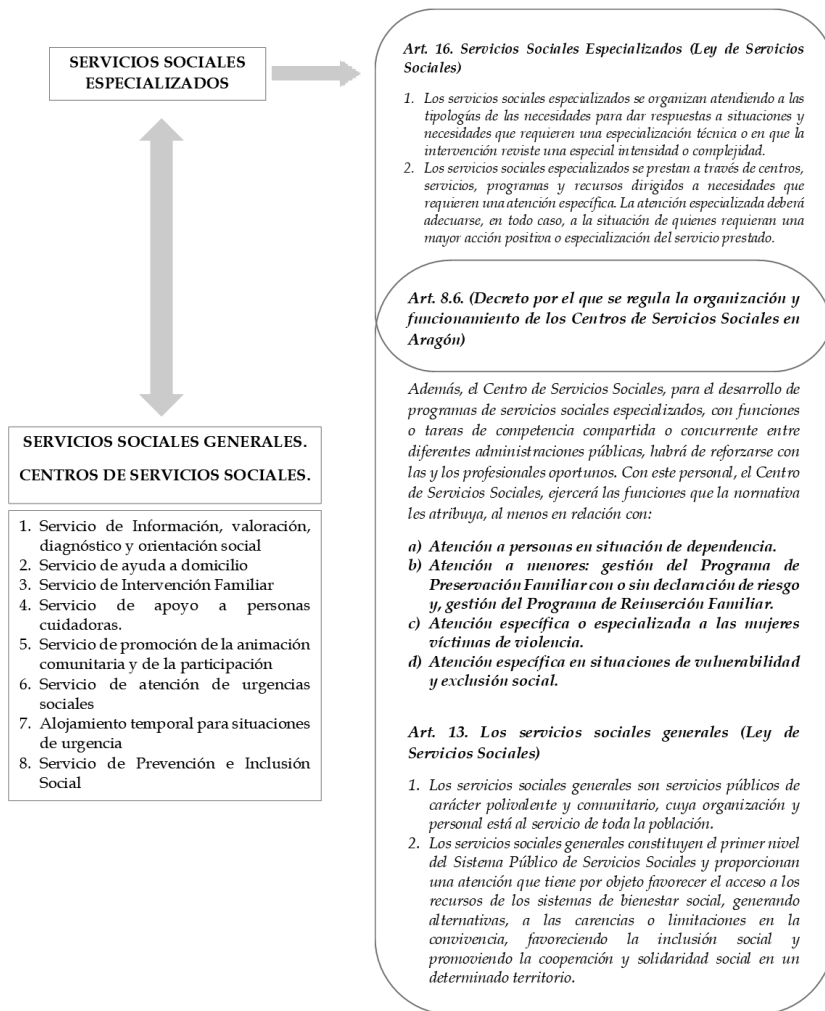 SERVICIOS SOCIALES
ESPECIALIZADOS
SERVICIOS SOCIALES GENERALES.
CENTROS DE SERVICIOS SOCIALES.
1. Servicio de Información, valoración,
diagnóstico y orientación social
2. Servicio de ayuda a domicilio
3. Servicio de Intervención Familiar
4. Servicio de apoyo a personas
cuidadoras.
5. Servicio de promoción de la animación
comunitaria y de la participación
6. Servicio de atención de urgencias
sociales
7. Alojamiento temporal para situaciones
de urgencia
8. Servicio de Prevención e Inclusión
Social
Art. 16. Servicios Sociales Especializados (Ley de Servicios
Sociales)
1. Los servicios sociales especializados se organizan atendiendo a las
tipologías de las necesidades para dar respuestas a situaciones y
necesidades que requieren una especialización técnica o en que la
intervención reviste una especial intensidad o complejidad.
2. Los servicios sociales especializados se prestan a través de centros,
servicios, programas y recursos dirigidos a necesidades que
requieren una atención específica. La atención especializada deberá
adecuarse, en todo caso, a la situación de quienes requieran una
mayor acción positiva o especialización del servicio prestado.
Art. 8.6. (Decreto por el que se regula la organización y
funcionamiento de los Centros de Servicios Sociales en
Aragón)
Además, el Centro de Servicios Sociales, para el desarrollo de
programas de servicios sociales especializados, con funciones
o tareas de competencia compartida o concurrente entre
diferentes administraciones públicas, habrá de reforzarse con
las y los profesionales oportunos. Con este personal, el Centro
de Servicios Sociales, ejercerá las funciones que la normativa
les atribuya, al menos en relación con:
a) Atención a personas en situación de dependencia.
b) Atención a menores: gestión del Programa de
Preservación Familiar con o sin declaración de riesgo
y, gestión del Programa de Reinserción Familiar.
c) Atención específica o especializada a las mujeres
víctimas de violencia.
d) Atención específica en situaciones de vulnerabilidad
y exclusión social.
Art. 13. Los servicios sociales generales (Ley de
Servicios Sociales)
1. Los servicios sociales generales son servicios públicos de
carácter polivalente y comunitario, cuya organización y
personal está al servicio de toda la población.
2. Los servicios sociales generales constituyen el primer nivel
del Sistema Público de Servicios Sociales y proporcionan
una atención que tiene por objeto favorecer el acceso a los
recursos de los sistemas de bienestar social, generando
alternativas, a las carencias o limitaciones en la
convivencia, favoreciendo la inclusión social y
promoviendo la cooperación y solidaridad social en un
determinado territorio.